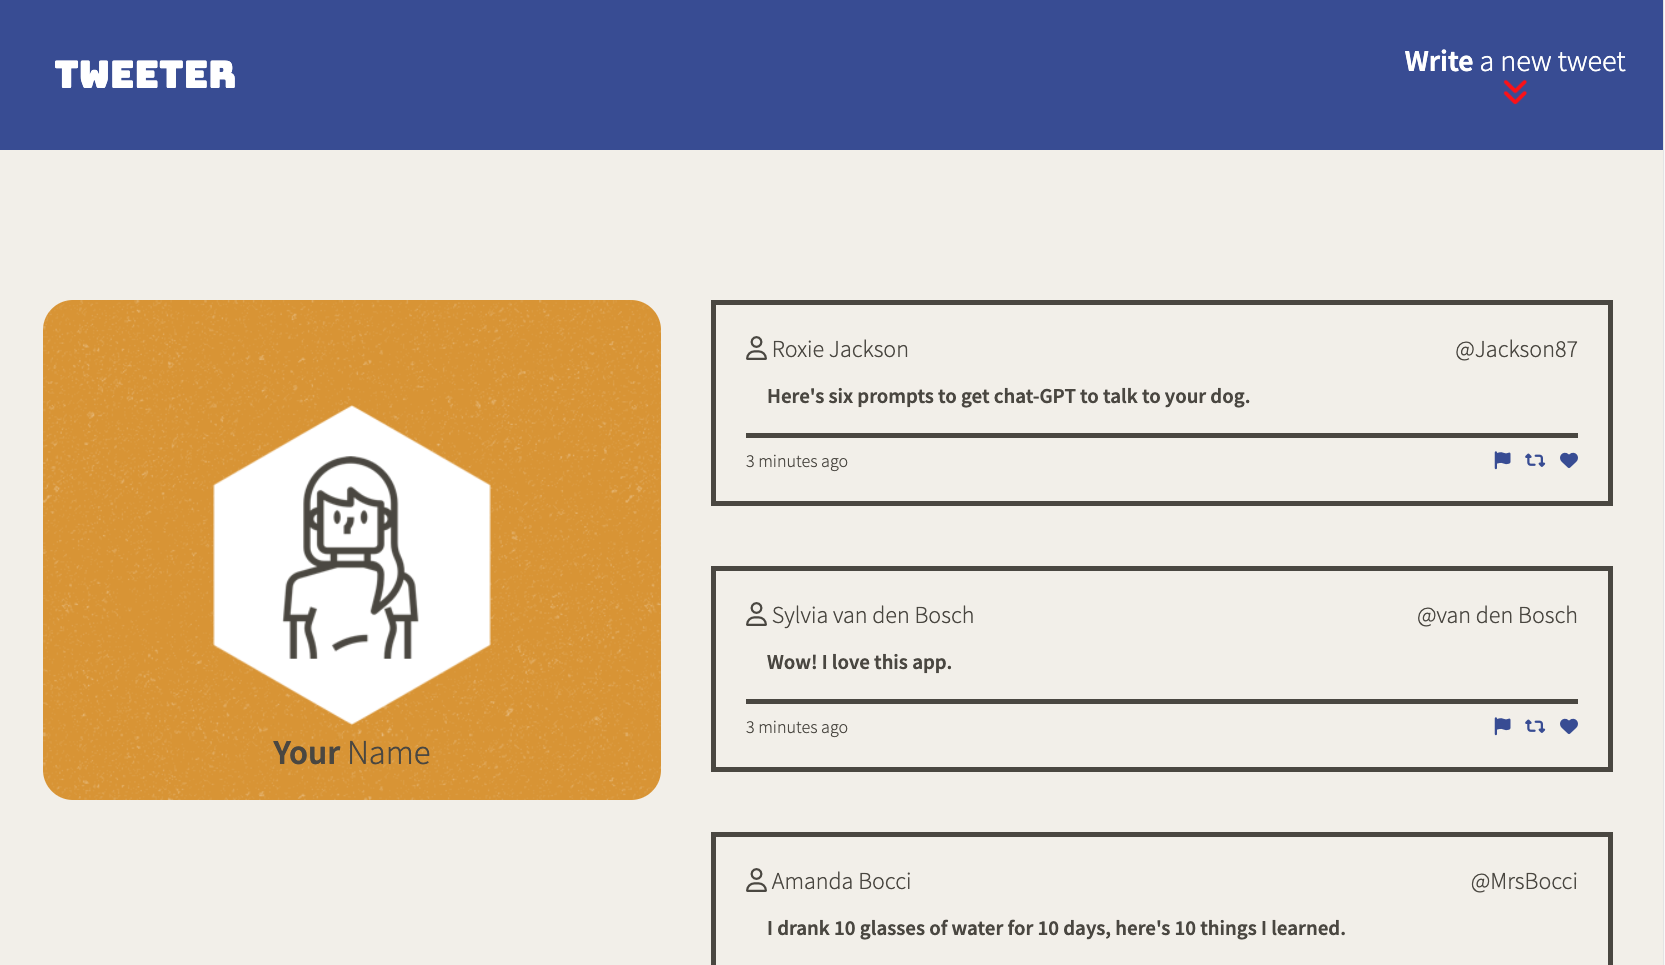 TWEETER
Write a new tweet
Your Name
Roxie Jackson
@Jackson87
Here's six prompts to get chat-GPT to talk to your dog.
3 minutes ago
Sylvia van den Bosch
@van den Bosch
Wow! I love this app.
3 minutes ago
Amanda Bocci
@MrsBocci
I drank 10 glasses of water for 10 days, here's 10 things I learned.